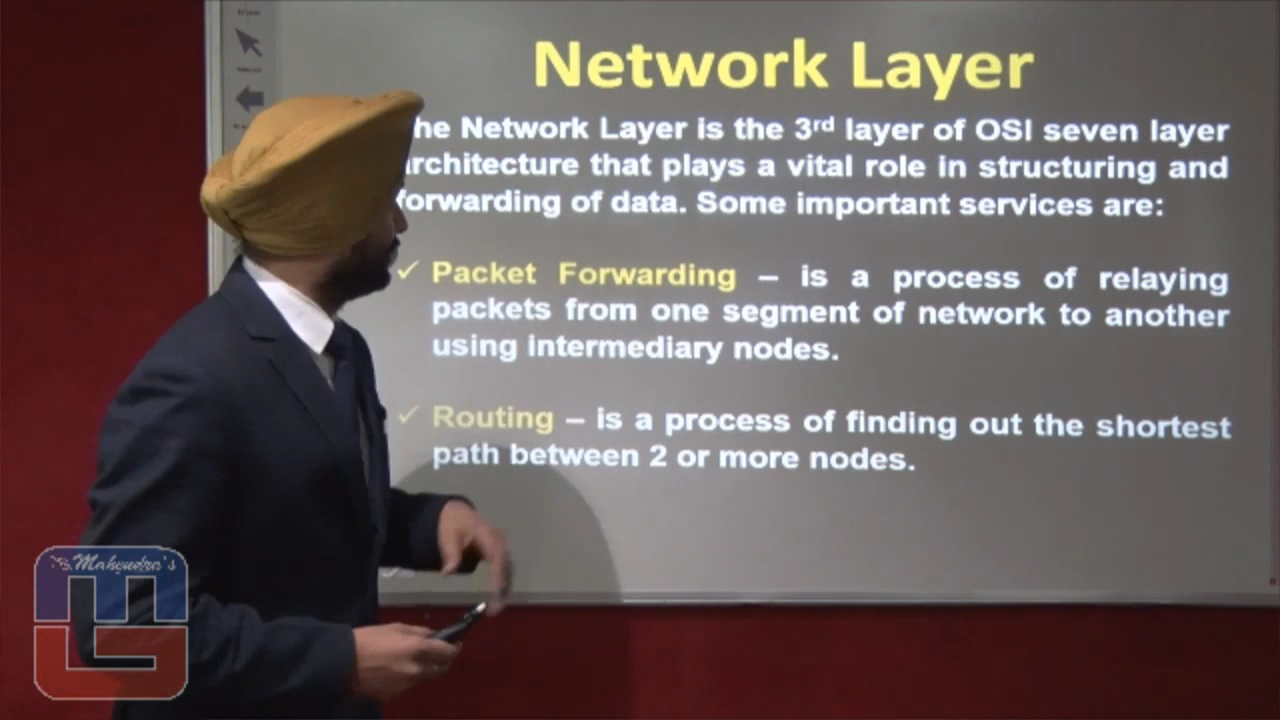 Network Layer
he Network Layer is the 3rd layer of OSI seven layer
rchitecture that plays a vital role in structuring and
forwarding of data. Some important services are:
✓ Packet Forwarding – is a process of relaying
packets from one segment of network to another
using intermediary nodes.
✓ Routing – is a process of finding out the shortest
path between 2 or more nodes.
Mahendra's